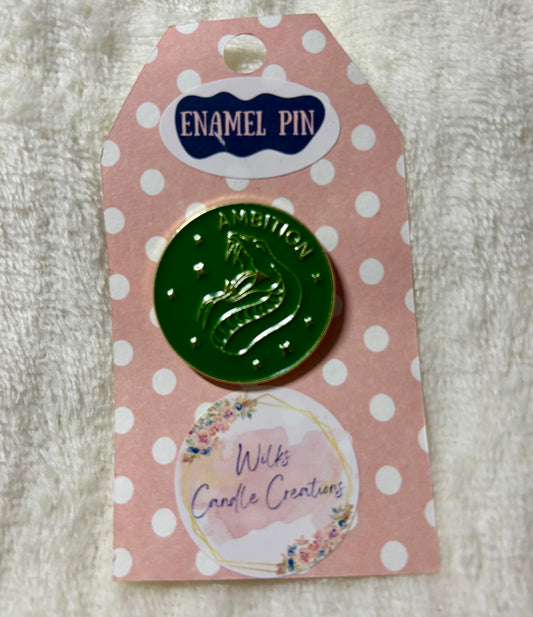 ENAMEL PIN
AMBITION
Wilks
Candle Creations